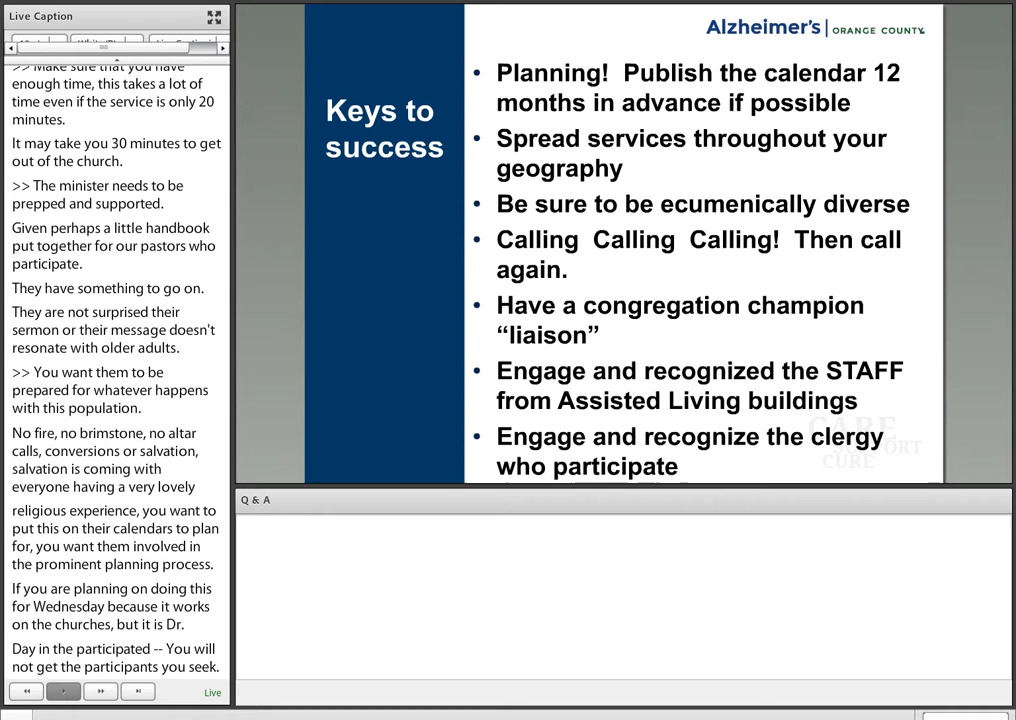 Live Caption
>> Make sure that you have
enough time, this takes a lot of
time even if the service is only 20
minutes.
It may take you 30 minutes to get
out of the church.
>> The minister needs to be
prepped and supported.
Given perhaps a little handbook
put together for our pastors who
participate.
They have something to go on.
They are not surprised their
sermon or their message doesn't
resonate with older adults.
>> You want them to be
prepared for whatever happens
with this population.
No fire, no brimstone, no altar
calls, conversions or salvation,
salvation is coming with
everyone having a very lovely
religious experience, you want to
put this on their calendars to plan
for, you want them involved in
the prominent planning process.
If you are planning on doing this
for Wednesday because it works
on the churches, but it is Dr.
Day in the participated -- You will
not get the participants you seek.
Live
Alzheimer's | ORANGE COUNTY
Keys to
success
• Planning! Publish the calendar 12
months in advance if possible
• Spread services throughout your
geography
• Be sure to be ecumenically diverse
• Calling Calling Calling! Then call
again.
• Have a congregation champion
“liaison”
• Engage and recognized the STAFF
from Assisted Living buildings
• Engage and recognize the clergy
who participate
CARE
SUPPORT
CURE
Q & A